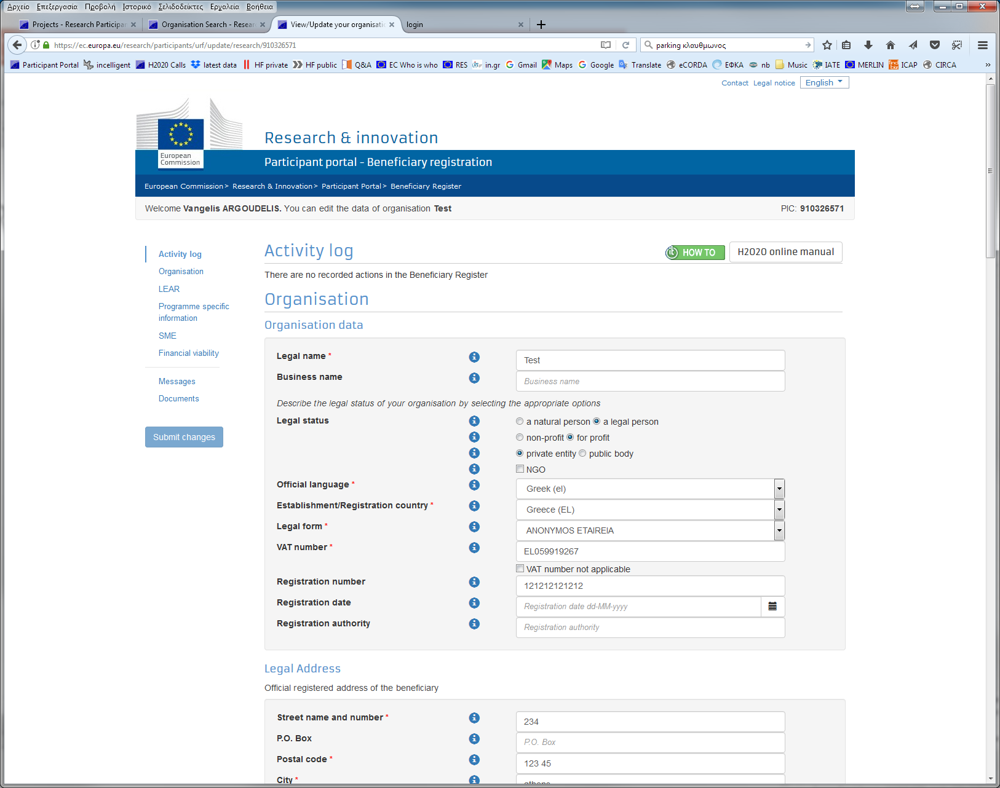 Αρχείο Επεξεργασία Προβολή Ιστορικό Σελιδοδείκτες Εργαλεία Βοήθεια
Projects - Research Participan Organisation Search - Resear View/Update your organisatio login
https://ec.europa.eu/research/participants/urf/update/research/910326571 parking κλαυθμωνος
Participant Portal incelligent H2020 Calls latest data HF private HF public Q&A EC Who is who RES in.gr Gmail Maps Google Translate eCORDA ΕΦΚΑ nb Music IATE MERLIN ICAP CIRCA
Contact Legal notice English
Research & innovation
European
Commission
Participant portal - Beneficiary registration
European Commission> Research & Innovation> Participant Portal> Beneficiary Register
Welcome Vangelis ARGOUDELIS. You can edit the data of organisation Test PIC: 910326571
Activity log
Organisation
LEAR
Programme specific
information
SME
Financial viability
Messages
Documents
Submit changes
Activity log HOW TO H2020 online manual
There are no recorded actions in the Beneficiary Register
Organisation
Organisation data
Legal name * Test
Business name Business name
Describe the legal status of your organisation by selecting the appropriate options
Legal status a natural person a legal person
non-profit for profit
private entity public body
NGO
Official language * Greek (el)
Establishment/Registration country * Greece (EL)
Legal form * ANONYMOS ETAIREIA
VAT number * EL059919267
VAT number not applicable
Registration number 121212121212
Registration date Registration date dd-MM-yyyy
Registration authority Registration authority
Legal Address
Official registered address of the beneficiary
Street name and number * 234
P.O. Box P.O. Box
Postal code * 123 45
City * athens